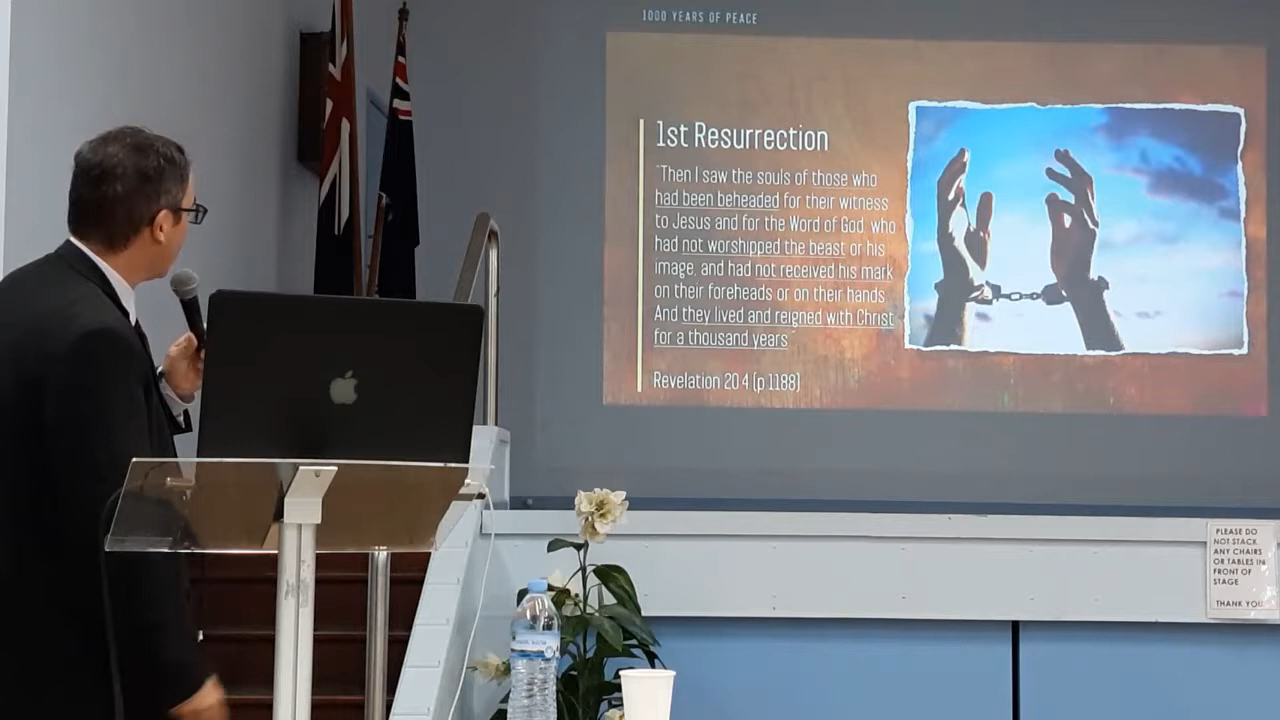 1000 YEARS OF PEACE
1st Resurrection
"Then I saw the souls of those who
had been beheaded for their witness
to Jesus and for the Word of God, who
had not worshipped the beast or his
image, and had not received his mark
on their foreheads or on their hands.
And they lived and reigned with Christ
for a thousand years."
Revelation 20:4 (p.1188)
PLEASE DO
NOT STACK
ANY CHAIRS
OR TABLES IN
FRONT OF
STAGE
THANK YOU